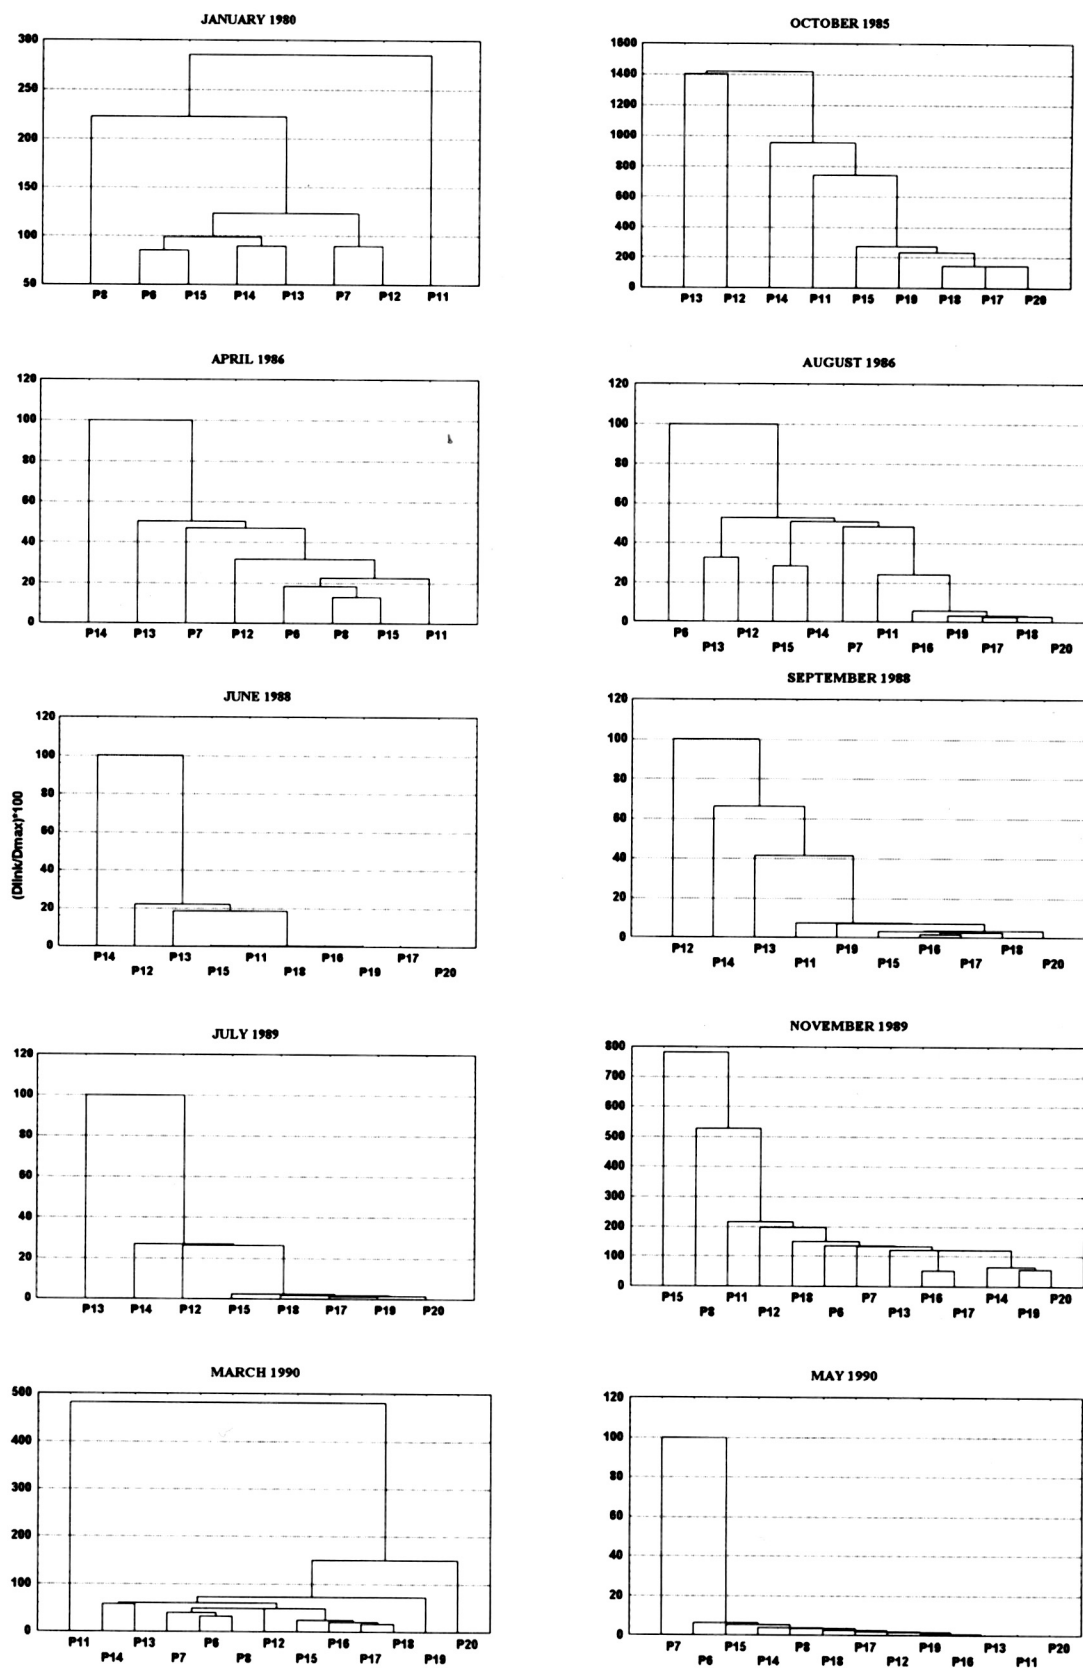 JANUARY 1980
300
250
200
150
100
50
P8 P6 P15 P14 P13 P7 P12 P11
OCTOBER 1985
1600
1400
1000
800
600
400
200
0
P13 P12 P14 P11 P15 P19 P18 P17 P20
APRIL 1986
120
100
80
60
40
20
0
P14 P13 P7 P12 P6 P8 P15 P11
AUGUST 1986
120
100
80
60
40
20
0
P6 P12 P14 P11 P19 P18
P13 P15 P7 P16 P17 P20
JUNE 1988
(Dlink/Dmax)*100
120
100
80
60
40
20
0
P14 P13 P11 P16 P17
P12 P15 P18 P19 P20
SEPTEMBER 1988
120
100
80
60
40
20
0
P12 P13 P19 P16 P18
P14 P11 P15 P17 P20
JULY 1989
120
100
80
60
40
20
0
P13 P14 P12 P15 P18 P17 P19 P20
NOVEMBER 1989
800
700
600
500
400
300
200
100
0
P15 P11 P18 P7 P16 P14 P20
P8 P12 P6 P13 P17 P19
MARCH 1990
500
400
300
200
100
0
P11 P13 P6 P12 P16 P18 P20
P14 P7 P8 P15 P17 P19
MAY 1990
120
100
80
60
40
20
0
P7 P15 P8 P17 P19 P13 P20
P6 P14 P18 P12 P16 P11